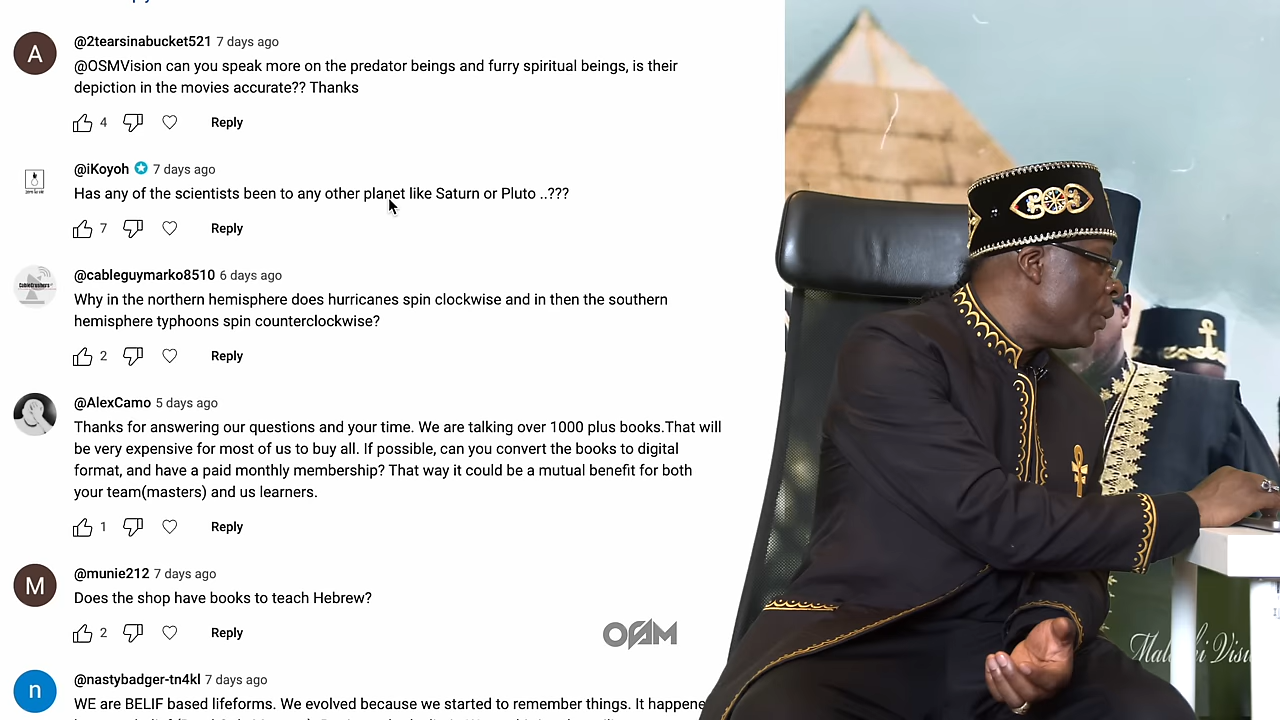 @2tearsinabucket521 7 days ago
@OSMVision can you speak more on the predator beings and furry spiritual beings, is their
depiction in the movies accurate?? Thanks
4 Reply
@iKoyoh 7 days ago
Has any of the scientists been to any other planet like Saturn or Pluto ..???
7 Reply
@cableguymarko8510 6 days ago
Why in the northern hemisphere does hurricanes spin clockwise and in then the southern
hemisphere typhoons spin counterclockwise?
2 Reply
@AlexCamo 5 days ago
Thanks for answering our questions and your time. We are talking over 1000 plus books.That will
be very expensive for most of us to buy all. If possible, can you convert the books to digital
format, and have a paid monthly membership? That way it could be a mutual benefit for both
your team(masters) and us learners.
1 Reply
M @munie212 7 days ago
Does the shop have books to teach Hebrew?
2 Reply
n @nastybadger-tn4kl 7 days ago
WE are BELIF based lifeforms. We evolved because we started to remember things. It happene